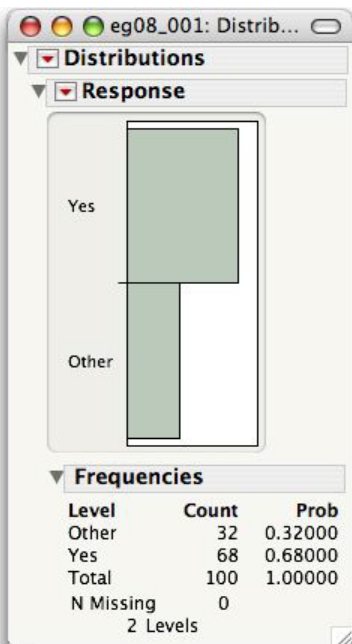 eg08_001: Distrib...
Distributions
Response
Yes
Other
Frequencies
Level Count Prob
Other 32 0.32000
Yes 68 0.68000
Total 100 1.00000
N Missing 0
2 Levels